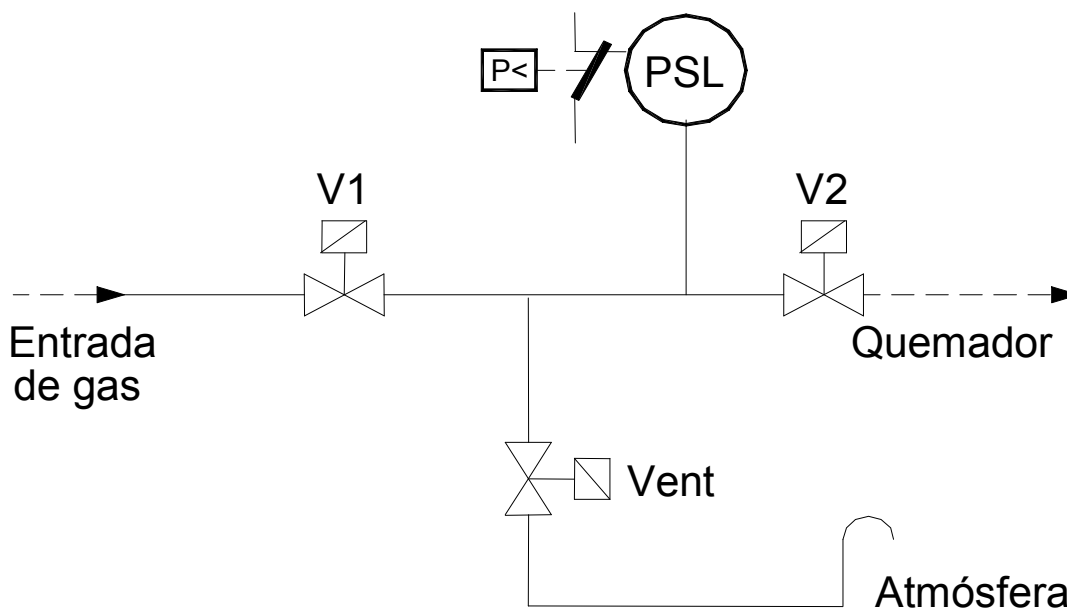 P<
PSL
V1
V2
Entrada
de gas
Quemador
Vent
Atmósfera